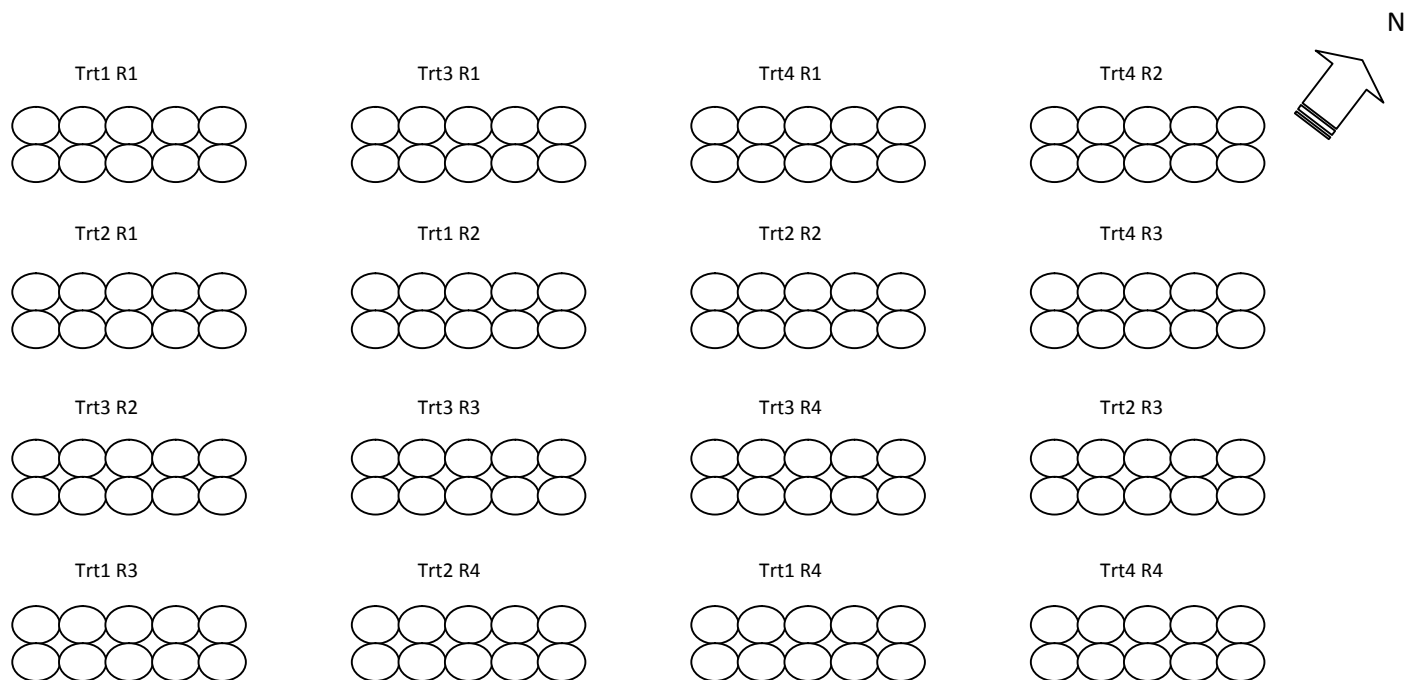 N
Trt1 R1 Trt3 R1 Trt4 R1 Trt4 R2
Trt2 R1 Trt1 R2 Trt2 R2 Trt4 R3
Trt3 R2 Trt3 R3 Trt3 R4 Trt2 R3
Trt1 R3 Trt2 R4 Trt1 R4 Trt4 R4